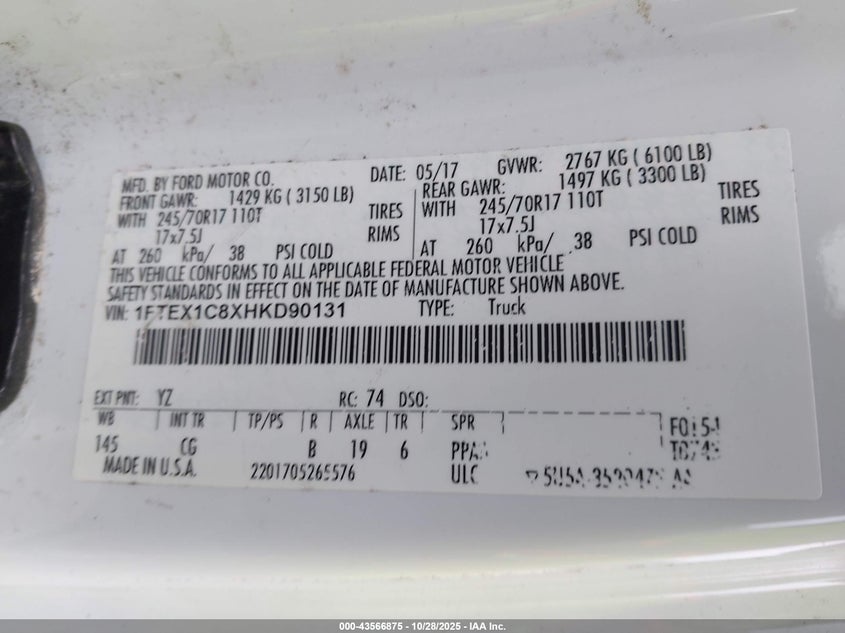 MFD. BY FORD MOTOR CO. DATE: 05/17 GVWR: 2767 KG ( 6100 LB)
FRONT GAWR: 1429 KG ( 3150 LB) REAR GAWR: 1497 KG ( 3300 LB)
WITH 245/70R17 110T TIRES WITH 245/70R17 110T TIRES
17x7.5J RIMS 17x7.5J RIMS
AT 260 kPa/ 38 PSI COLD AT 260 kPa/ 38 PSI COLD
THIS VEHICLE CONFORMS TO ALL APPLICABLE FEDERAL MOTOR VEHICLE
SAFETY STANDARDS IN EFFECT ON THE DATE OF MANUFACTURE SHOWN ABOVE.
VIN: 1FTEX1C8XHKD90131 TYPE: Truck
EXT PNT: YZ RC: 74 DSO:
WB INT TR TP/PS R AXLE TR SPR
145 CG B 19 6
MADE IN U.S.A. 2201705265576 ULC
000-43566875 - 10/28/2025 - IAA Inc.